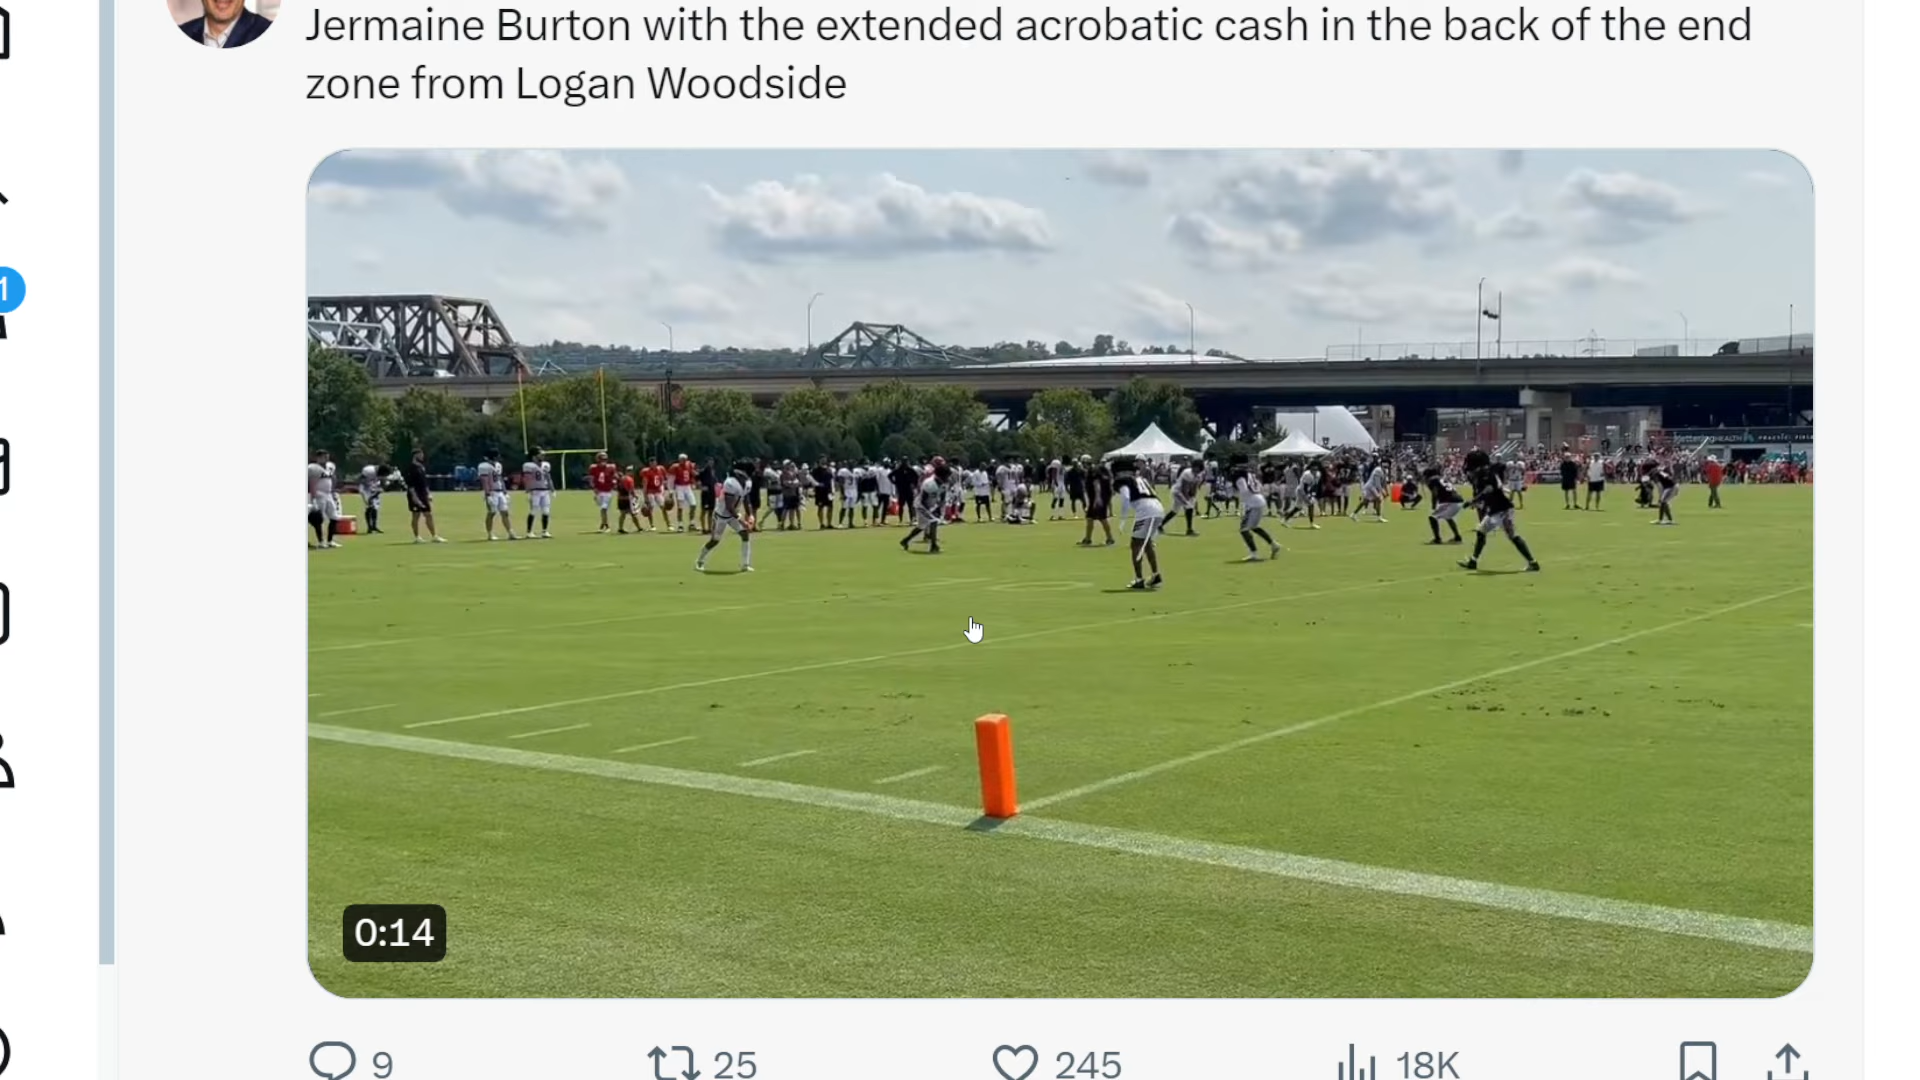 Jermaine Burton with the extended acrobatic cash in the back of the end
zone from Logan Woodside
1
0:14
9 25 245 18K